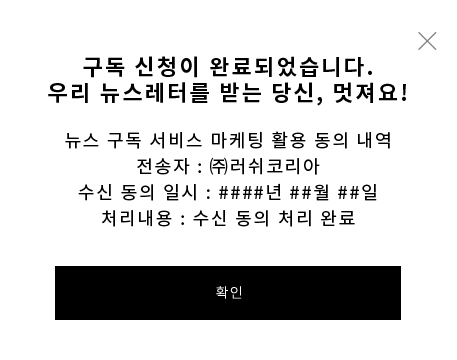 구독 신청이 완료되었습니다.
우리 뉴스레터를 받는 당신, 멋져요!
뉴스 구독 서비스 마케팅 활용 동의 내역
전송자 : ㈜러쉬코리아
수신 동의 일시 : ####년 ##월 ##일
처리내용 : 수신 동의 처리 완료
확인